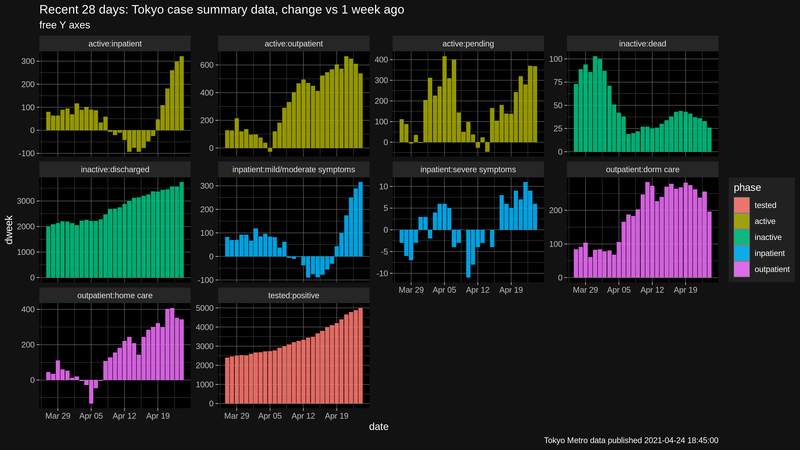 Recent 28 days: Tokyo case summary data, change vs 1 week ago
free Y axes
active:inpatient
active:outpatient
active:pending
inactive:dead
300
200
100
0
-100
600
400
200
0
400
300
200
100
0
100
75
50
25
0
inactive:discharged
inpatient:mild/moderate symptoms
inpatient:severe symptoms
outpatient:dorm care
3000
2000
1000
0
300
200
100
0
-100
10
5
0
-5
-10
200
100
0
Mar 29 Apr 05 Apr 12 Apr 19
Mar 29 Apr 05 Apr 12 Apr 19
outpatient:home care
tested:positive
400
200
0
5000
4000
3000
2000
1000
0
Mar 29 Apr 05 Apr 12 Apr 19
Mar 29 Apr 05 Apr 12 Apr 19
dweek
date
phase
tested
active
inactive
inpatient
outpatient
Tokyo Metro data published 2021-04-24 18:45:00